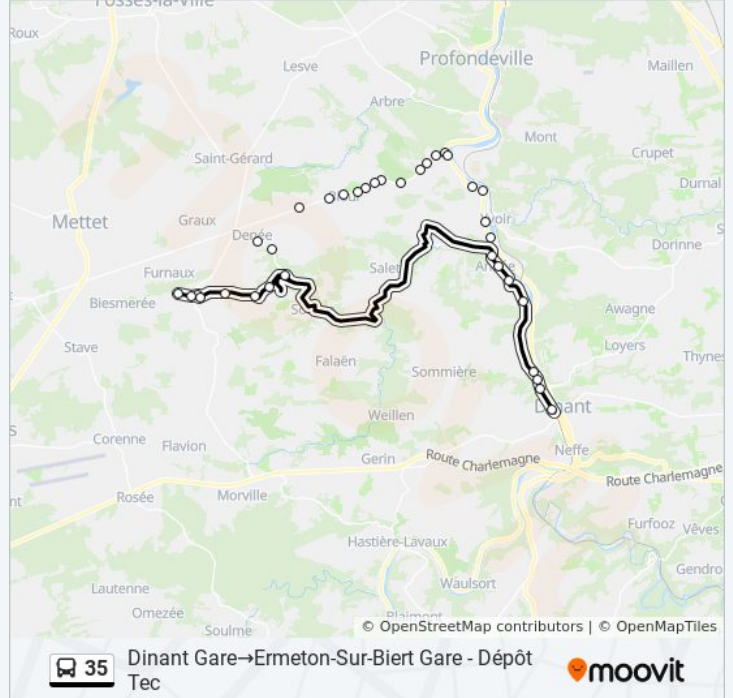 Fosses-la-Ville
Roux
Lesve
Profondeville
Maillen
Arbre
Mont
Saint-Gérard
Crupet
Durnal
Mettet
Graux
Yvoir
Denée
Dorinne
Furnaux
Biesmerée
Awagne
Stave
Loyers
Falaën
Thynes
Sommière
Dinant
Weillen
Corenne
Flavion
Neffe
Gerin
Route Charlemagne
Route Charlemagne
Rosée
Morville
Furfooz
Vêves
Hastière-Lavaux
Gendro
Waulsort
Lautenne
Blaimont
Omezée
Soulme
© OpenStreetMap contributors | © OpenMapTiles
35
Dinant Gare→Ermeton-Sur-Biert Gare - Dépôt
Tec
moovit